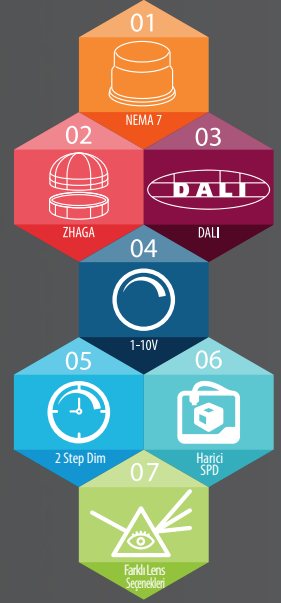 01
NEMA 7
02
ZHAGA
03
DALI
DALI
04
1-10V
05
2 Step Dim
06
Harici
SPD
07
Farklı Lens
Seçenekleri